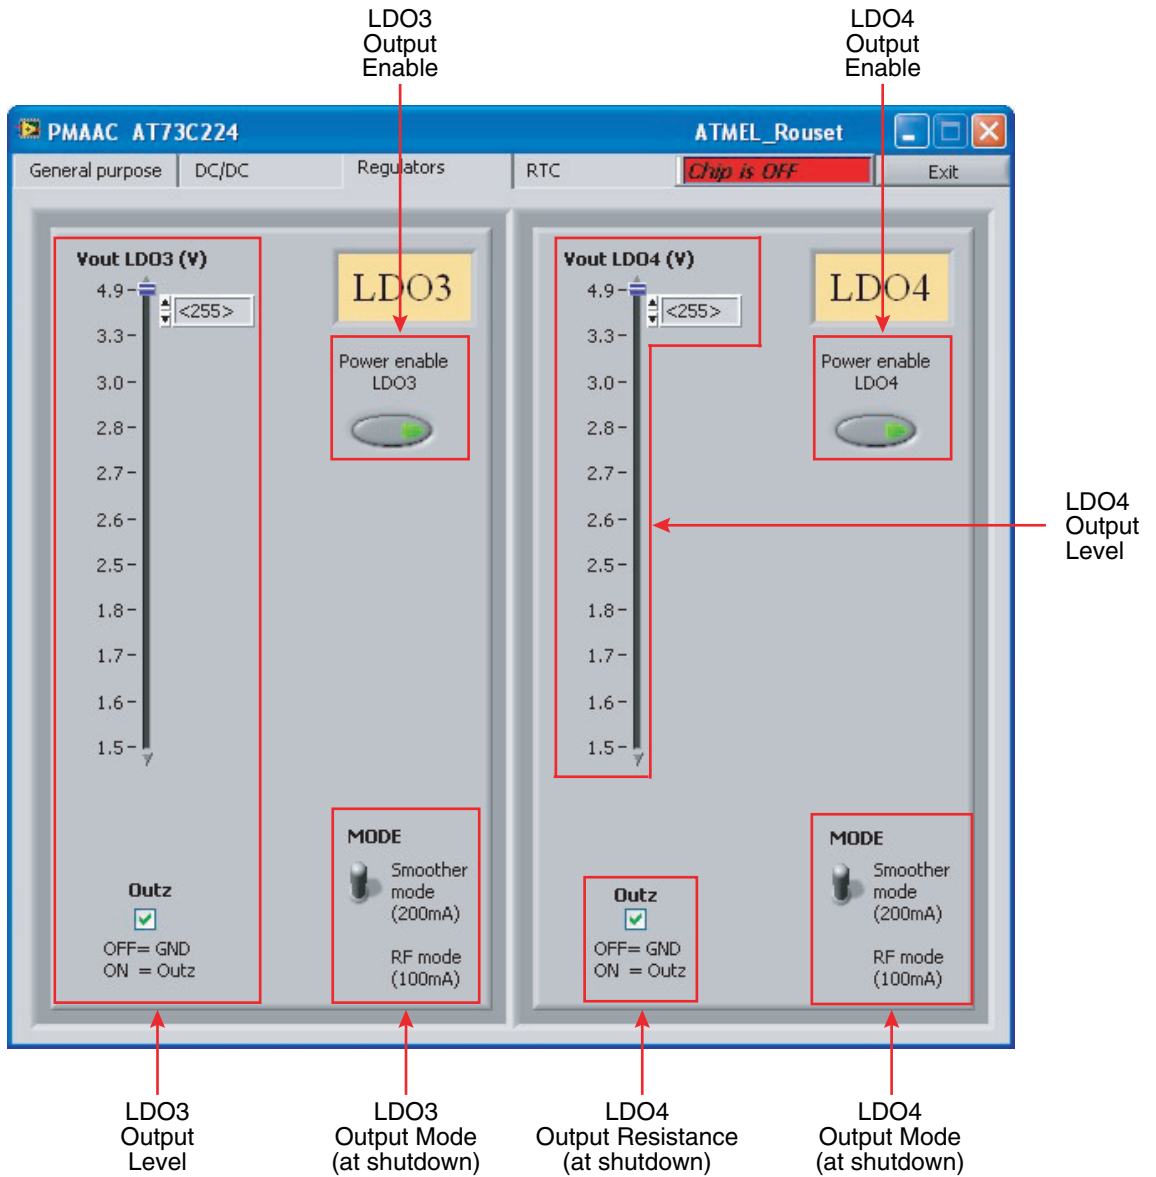 LDO3
Output
Enable
LDO4
Output
Enable
PMAAC AT73C224
ATMEL_Rouset
General purpose
DC/DC
Regulators
RTC
Chip is OFF
Exit
Vout LDO3 (V)
4.9
<255>
3.3
3.0
2.8
2.7
2.6
2.5
1.8
1.7
1.6
1.5
LDO3
Power enable
LDO3
Outz
OFF= GND
ON = Outz
MODE
Smoother
mode
(200mA)
RF mode
(100mA)
Vout LDO4 (V)
4.9
<255>
3.3
3.0
2.8
2.7
2.6
2.5
1.8
1.7
1.6
1.5
LDO4
Power enable
LDO4
Outz
OFF= GND
ON = Outz
MODE
Smoother
mode
(200mA)
RF mode
(100mA)
LDO4
Output
Level
LDO3
Output
Level
LDO3
Output Mode
(at shutdown)
LDO4
Output Resistance
(at shutdown)
LDO4
Output Mode
(at shutdown)